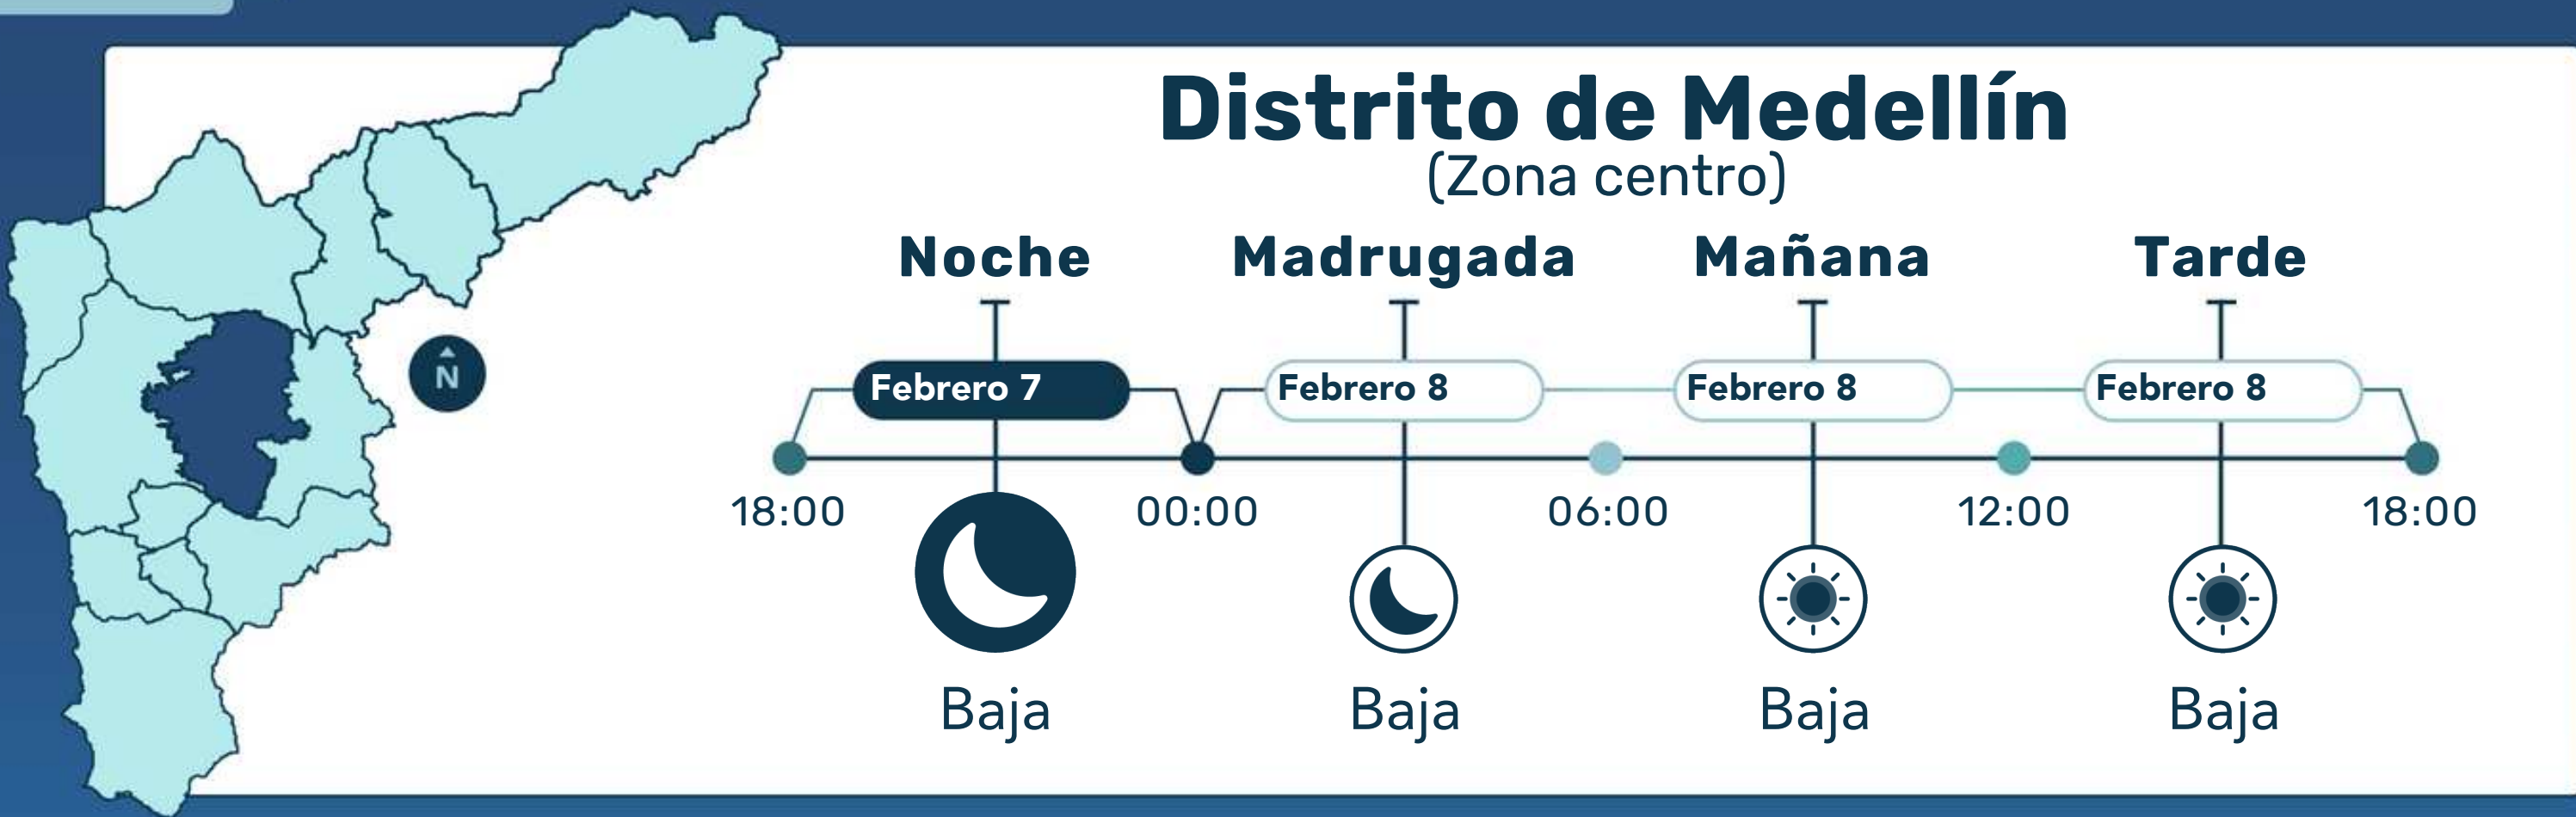 Distrito de Medellín
(Zona centro)
Noche Madrugada Mañana Tarde
Febrero 7 Febrero 8 Febrero 8 Febrero 8
N
18:00 00:00 06:00 12:00 18:00
Baja Baja Baja Baja